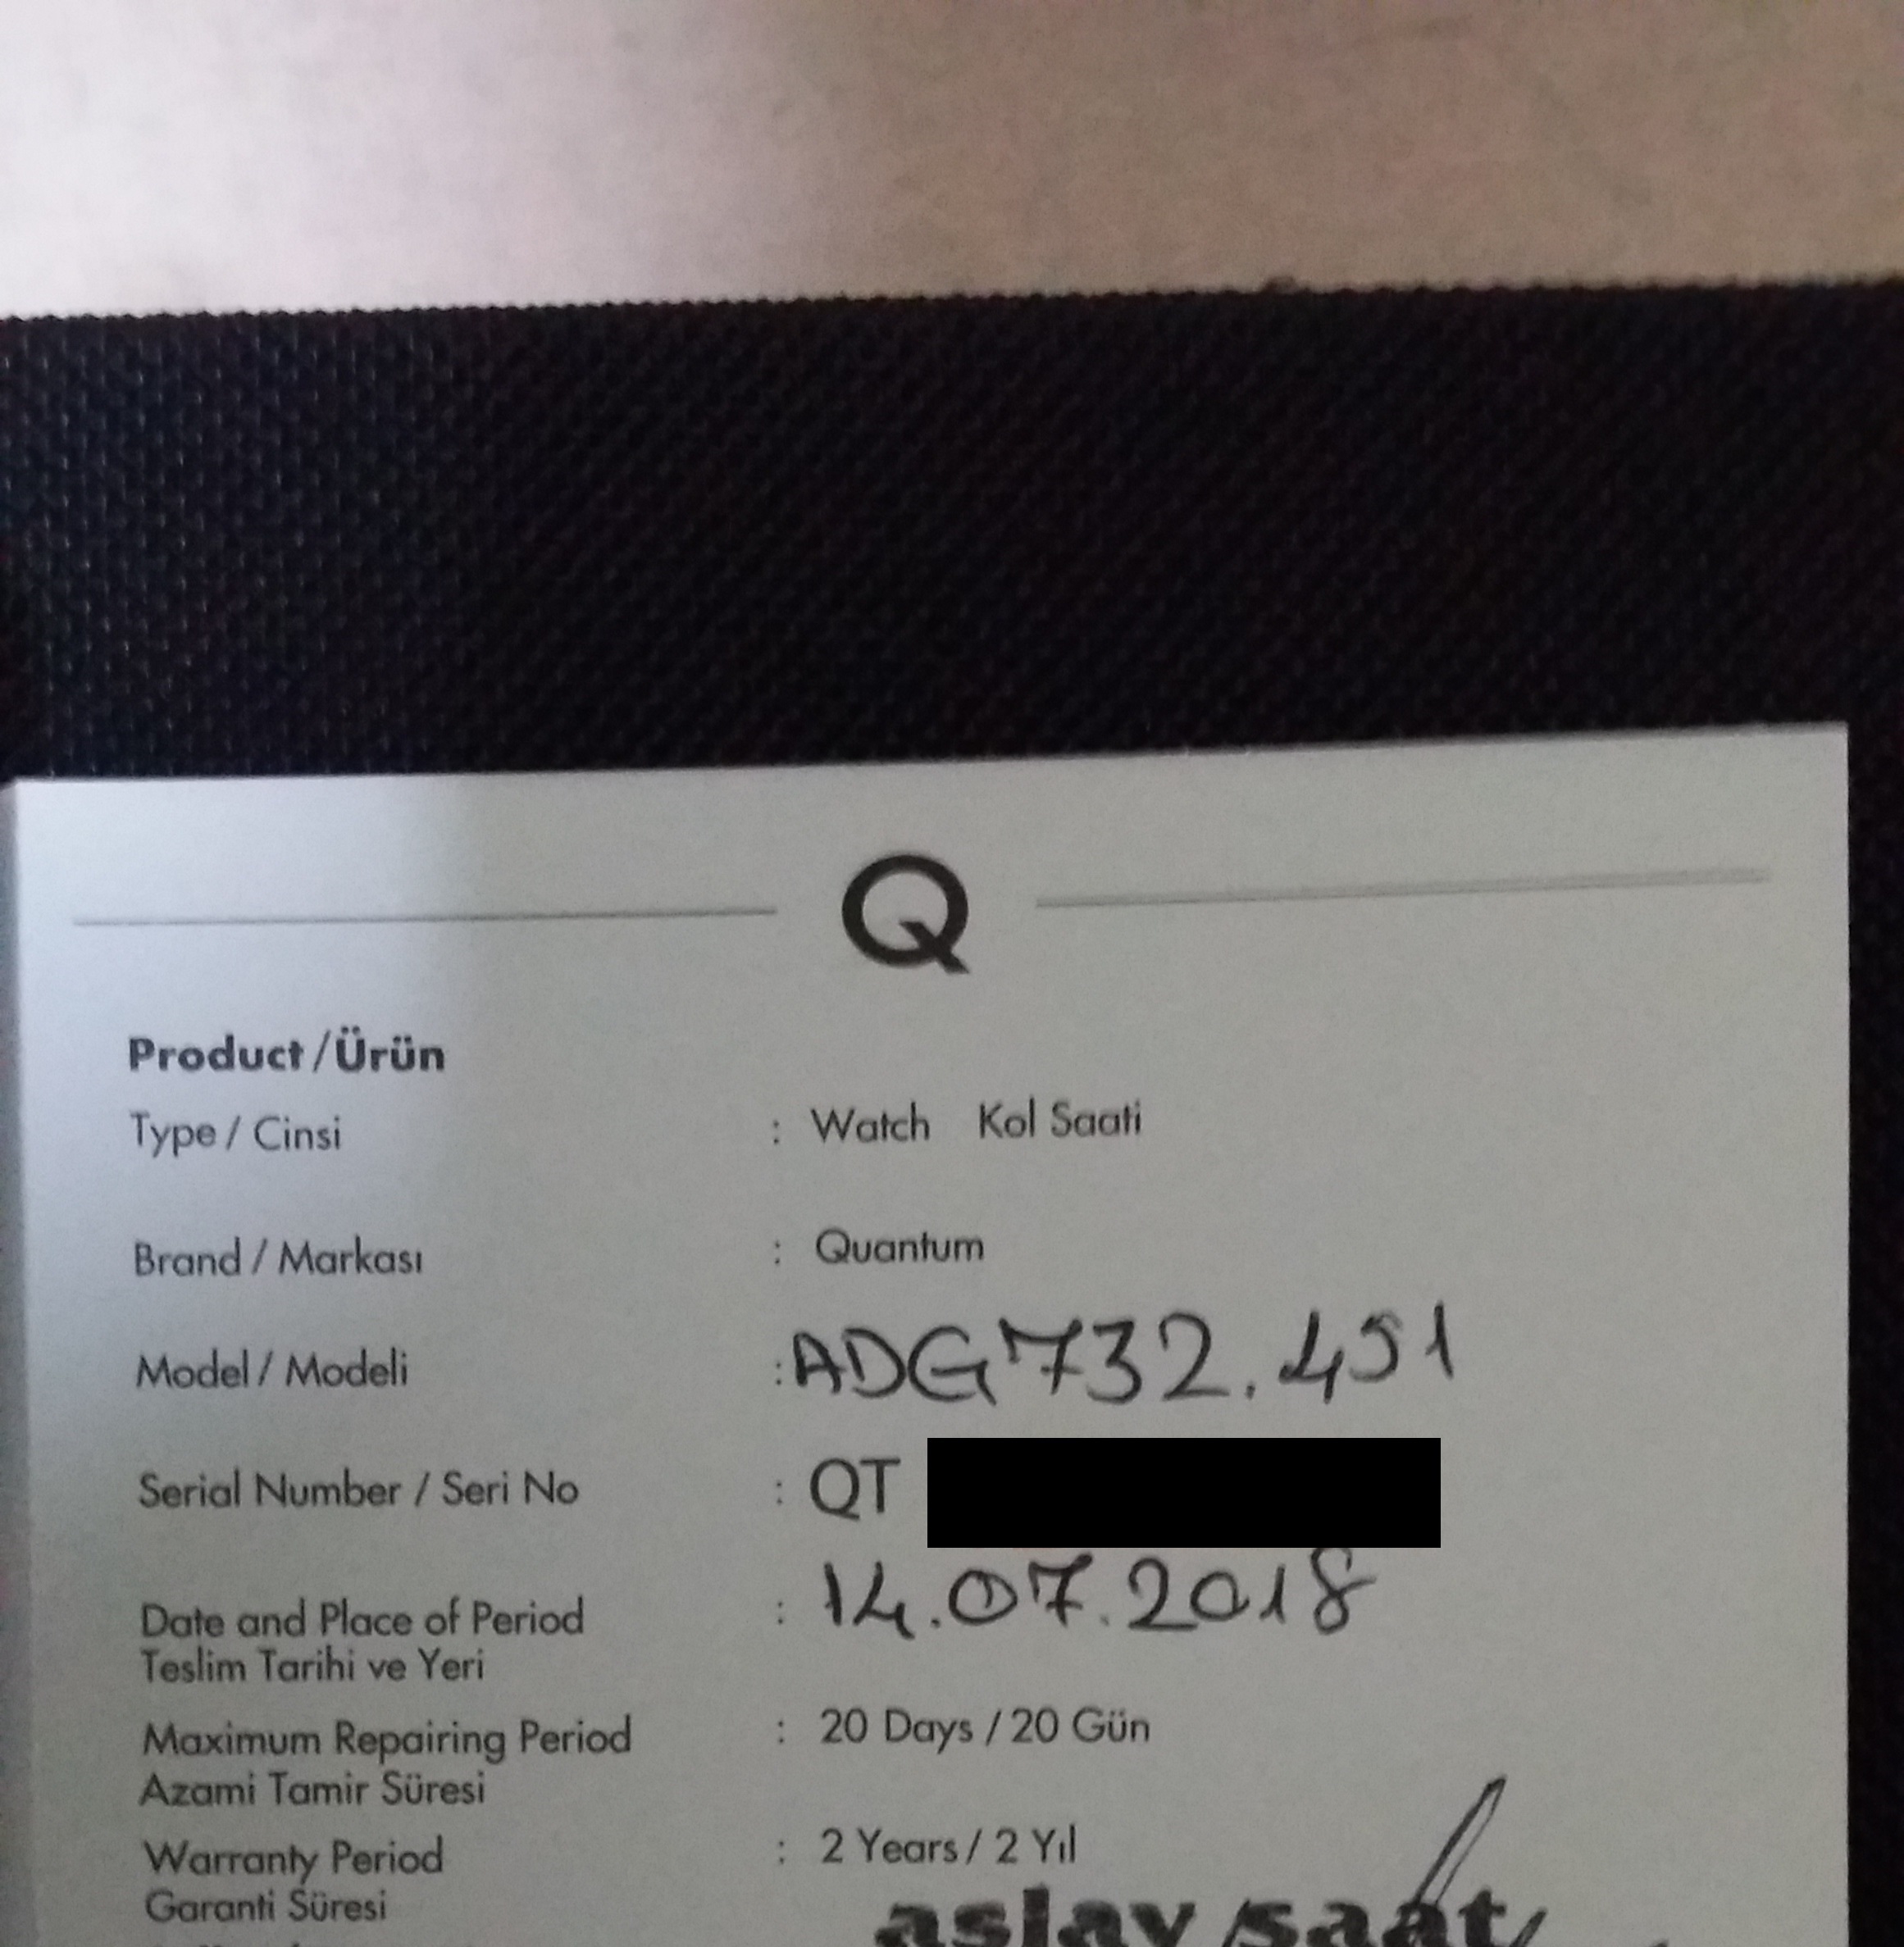 Q
Product / Ürün
Type / Cinsi : Watch Kol Saati
Brand / Markası : Quantum
Model / Modeli : ADG732.451
Serial Number / Seri No : QT
Date and Place of Period : 14.07.2018
Teslim Tarihi ve Yeri
Maximum Repairing Period : 20 Days / 20 Gün
Azami Tamir Süresi
Warranty Period : 2 Years / 2 Yıl
Garanti Süresi
saat